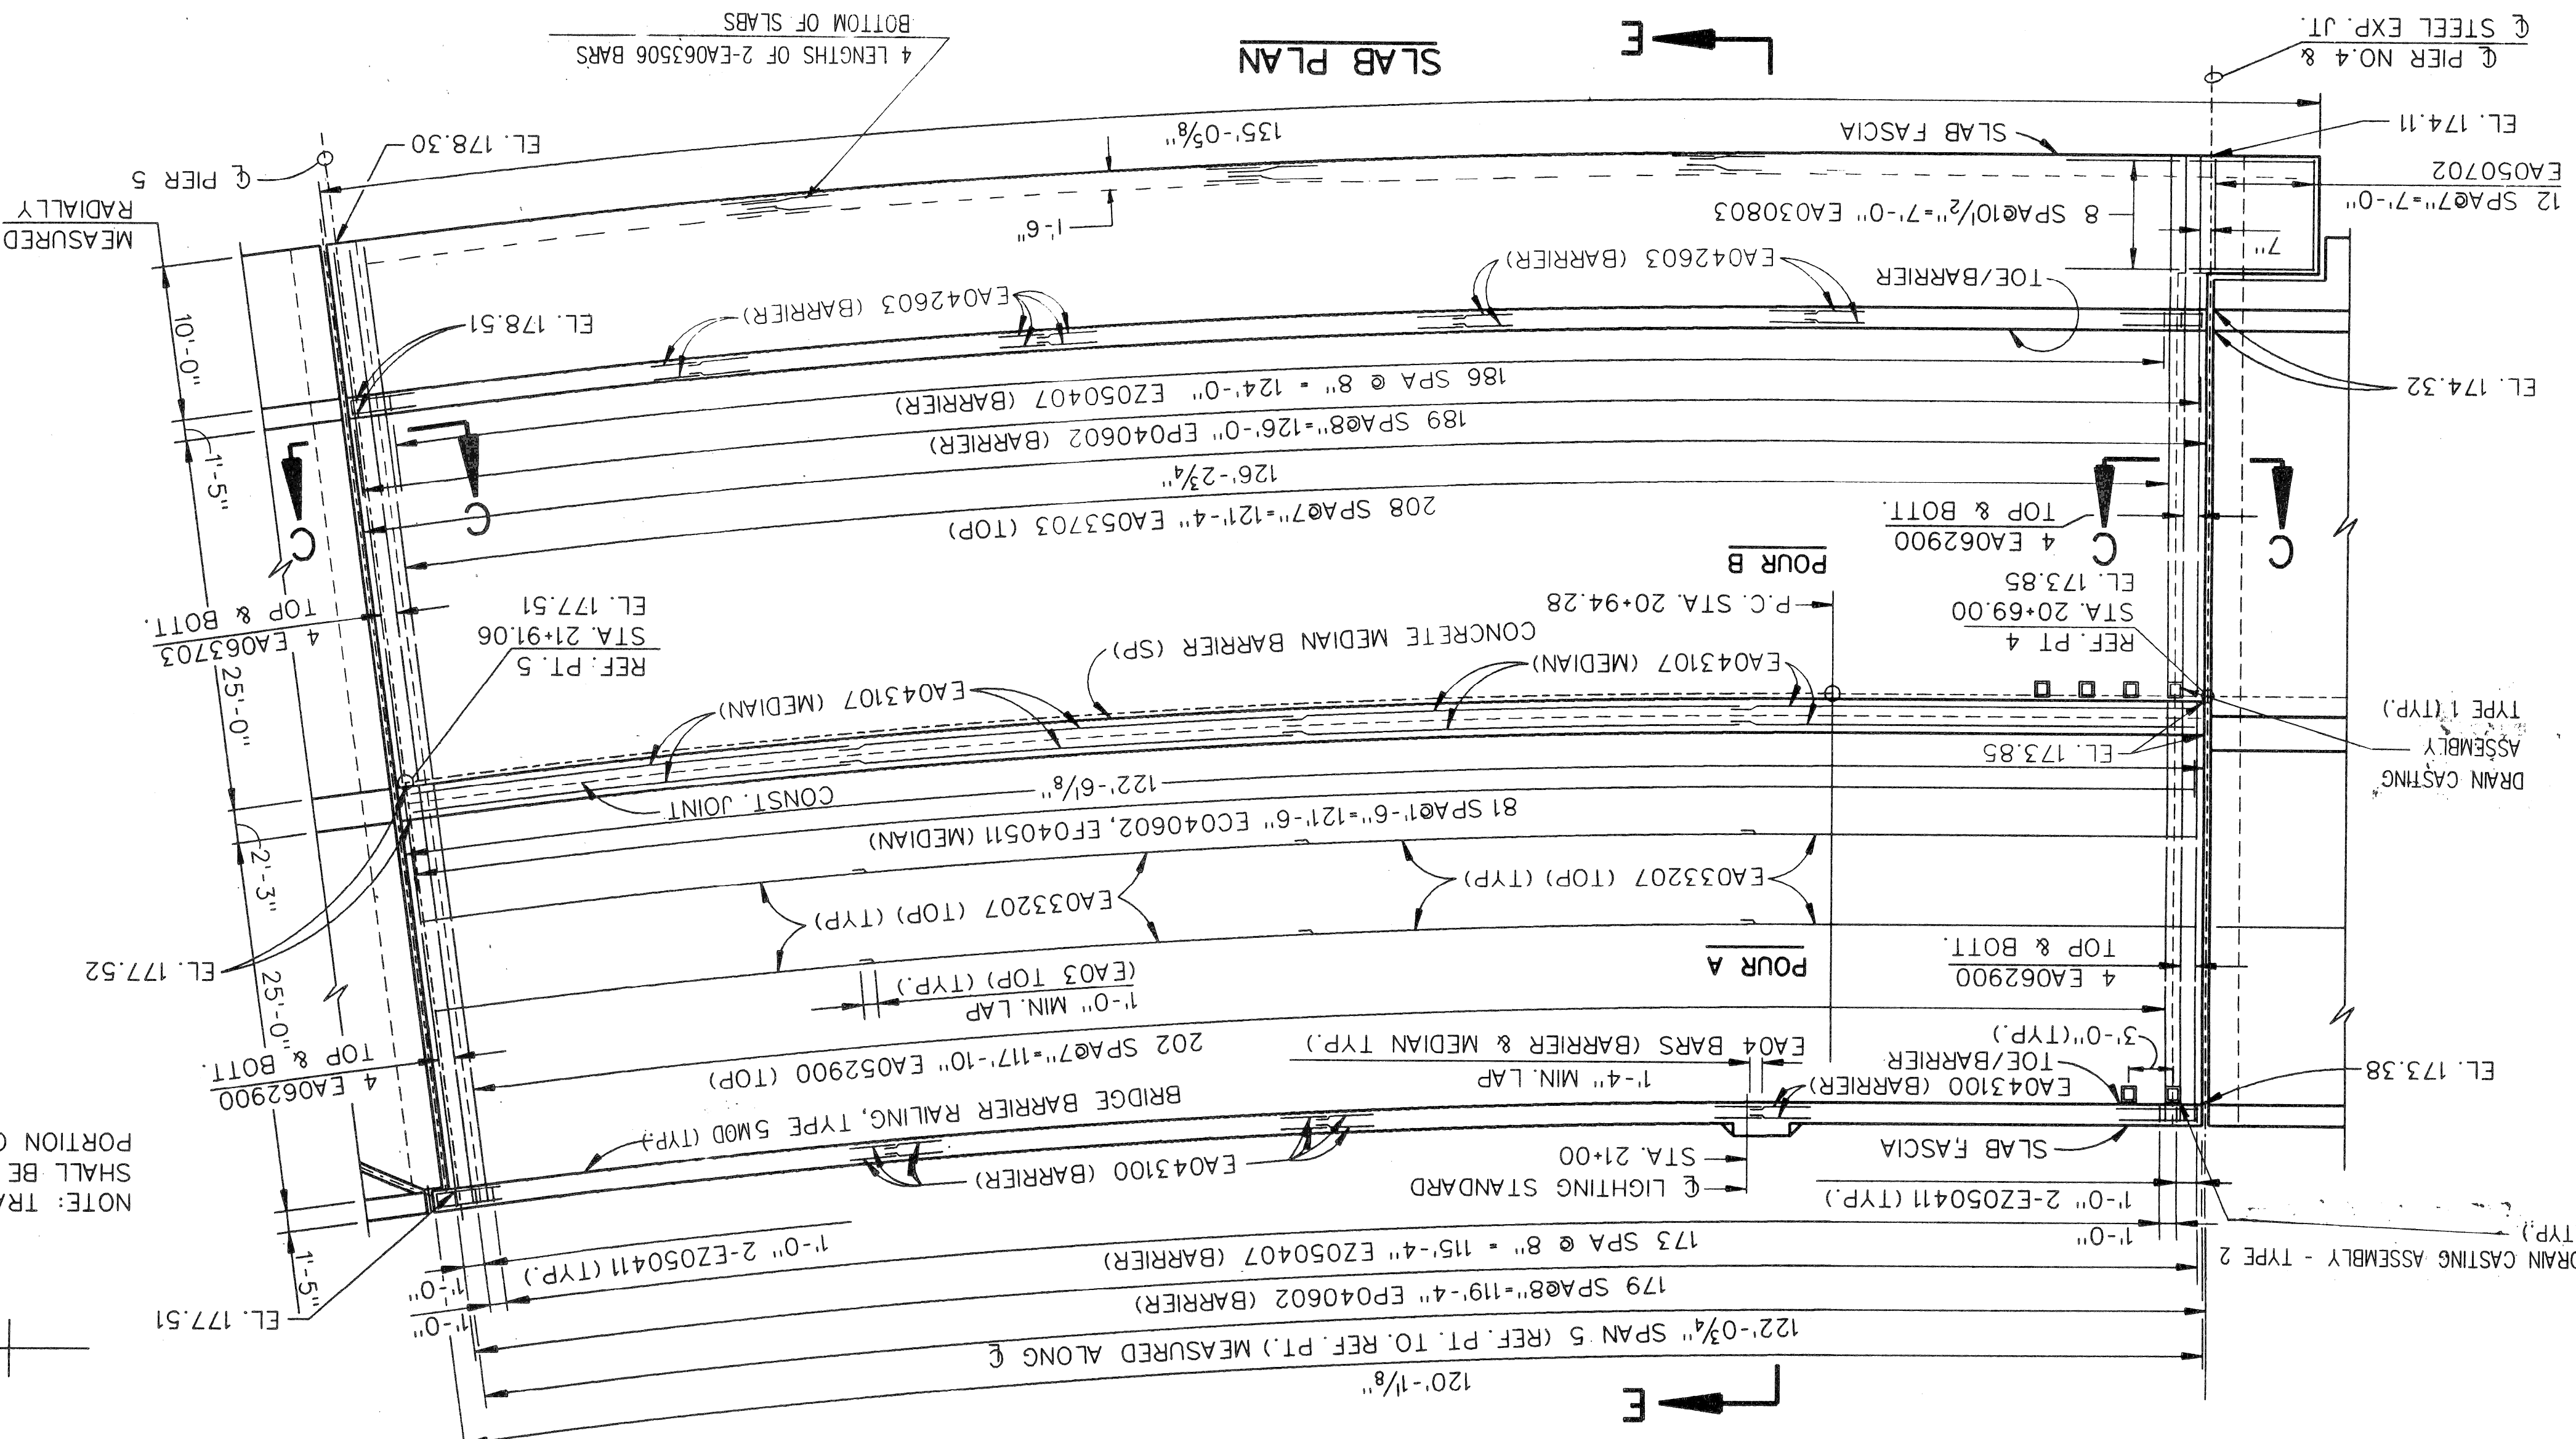 120'-1⅛"
E
122'-0¾" SPAN 5 (REF. PT. TO. REF. PT.) MEASURED ALONG ℄
179 SPA@8"=119'-4" EP040602 (BARRIER)
173 SPA @ 8" = 115'-4" EZ050407 (BARRIER)
DRAIN CASTING ASSEMBLY - TYPE 2
TYP.)
1'-0"
1'-0" 2-EZ050411 (TYP.)
SLAB FASCIA
℄ LIGHTING STANDARD
STA. 21+00
EL. 177.51
1'-0"
1'-0"
1'-0" 2-EZ050411 (TYP.)
1'-5"
NOTE: TRA
SHALL BE
PORTION O
EL. 173.38
EA043100 (BARRIER)
TOE/BARRIER
3'-0" (TYP.)
1'-4" MIN. LAP
EA04 BARS (BARRIER & MEDIAN TYP.)
EA043100 (BARRIER)
BRIDGE BARRIER RAILING, TYPE 5 MOD (TYP.)
202 SPA@7"=117'-10" EA052900 (TOP)
4 EA062900
TOP & BOTT.
4 EA062900
TOP & BOTT.
POUR A
1'-0" MIN. LAP
(EA03 TOP) (TYP.)
25'-0"
EL. 177.52
EA033207 (TOP) (TYP)
EA033207 (TOP) (TYP)
2'-3"
81 SPA@1'-6"=121'-6" EC040602, EF040511 (MEDIAN)
122'-6⅛"
CONST. JOINT
DRAIN CASTING
ASSEMBLY
TYPE 1 (TYP.)
EL. 173.85
EA043107 (MEDIAN)
EA043107 (MEDIAN)
CONCRETE MEDIAN BARRIER (SP)
REF. PT 4
STA. 20+69.00
EL. 173.85
P.C. STA. 20+94.28
REF. PT. 5
STA. 21+91.06
EL. 177.51
25'-0"
4 EA063703
TOP & BOTT.
POUR B
C
C
C
C
4 EA062900
TOP & BOTT.
208 SPA@7"=121'-4" EA053703 (TOP)
126'-2¾"
189 SPA@8"=126'-0" EP040602 (BARRIER)
186 SPA @ 8" = 124'-0" EZ050407 (BARRIER)
1'-5"
EL. 174.32
TOE/BARRIER
EA042603 (BARRIER)
EA042603 (BARRIER)
EL. 178.51
10'-0"
7"
12 SPA@7"=7'-0"
EA050702
8 SPA@10½"=7'-0" EA030803
1'-6"
MEASURED
RADIALLY
℄ PIER 5
EL. 174.11
SLAB FASCIA
135'-0⅝"
EL. 178.30
℄ PIER NO.4 &
℄ STEEL EXP. JT.
E
SLAB PLAN
4 LENGTHS OF 2-EA063506 BARS
BOTTOM OF SLABS